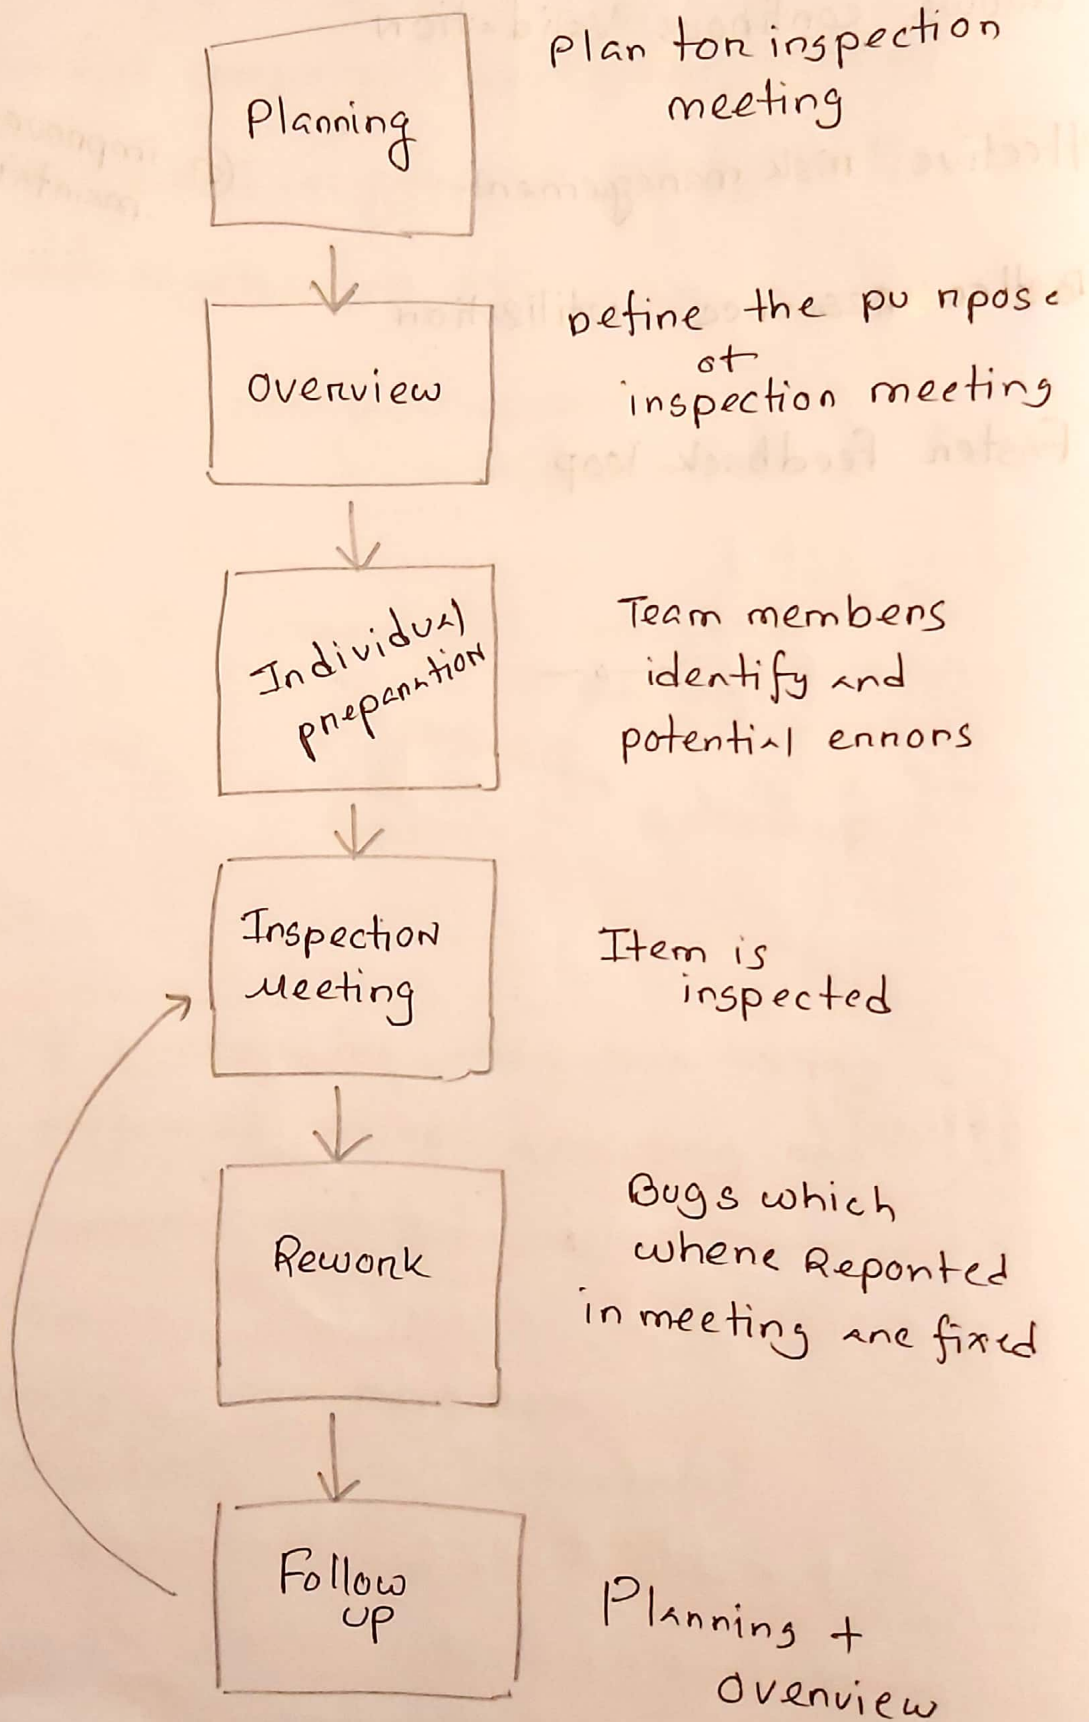 Planning
Plan for inspection
meeting
Overview
Define the purpose
of
inspection meeting
Individual
preparation
Team members
identify and
potential errors
Inspection
Meeting
Item is
inspected
Rework
Bugs which
where Reported
in meeting are fixed
Follow
up
Planning +
Overview